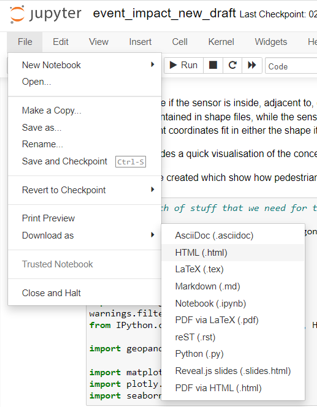 jupyter event_impact_new_draft Last Checkpoint: 02
File Edit View Insert Cell Kernel Widgets He
Run Code
New Notebook
Open...
Make a Copy...
Save as...
Rename...
Save and Checkpoint Ctrl-S
Revert to Checkpoint
Print Preview
Download as
Trusted Notebook
Close and Halt
AsciiDoc (.asciidoc)
HTML (.html)
LaTeX (.tex)
Markdown (.md)
Notebook (.ipynb)
PDF via LaTeX (.pdf)
reST (.rst)
Python (.py)
Reveal.js slides (.slides.html)
PDF via HTML (.html)
e if the sensor is inside, adjacent to,
ntained in shape files, while the sens
nt coordinates fit in either the shape it
des a quick visualisation of the conce
e created which show how pedestrian
th of stuff that we need for t
gon
warnings.filte
from IPython.c H
import geopand
import matplot
import plotly.
import seaborn